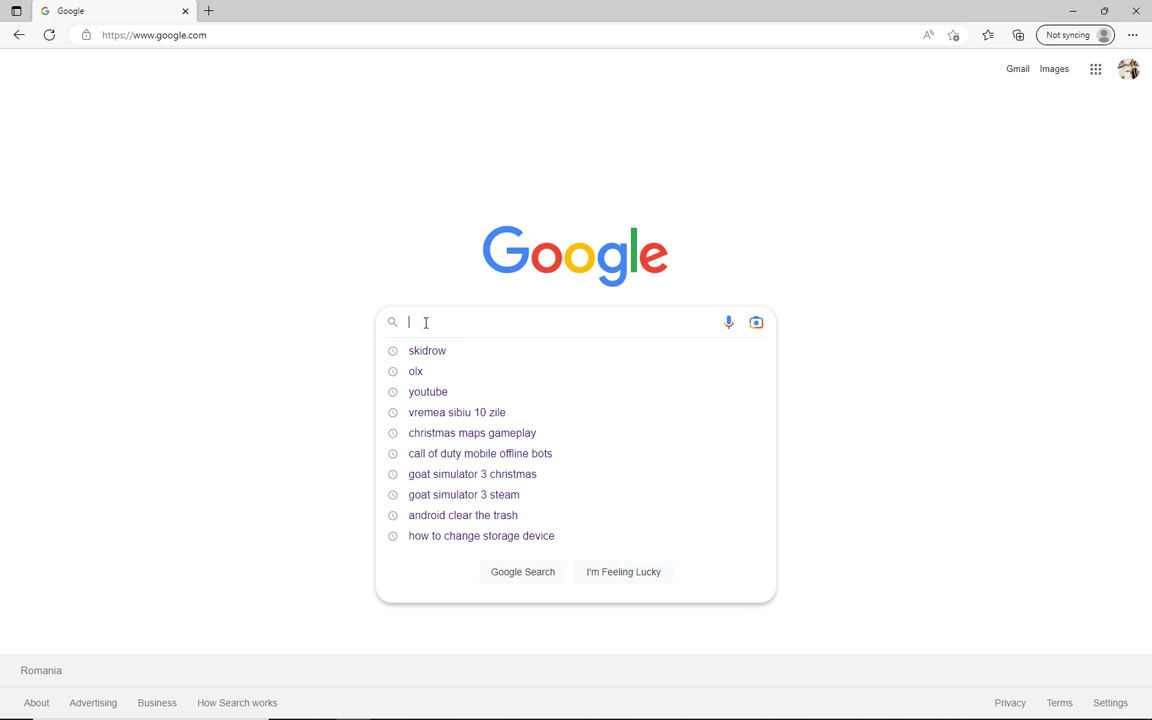 Google
https://www.google.com
Not syncing
Gmail Images
Google
skidrow
olx
youtube
vremea sibiu 10 zile
christmas maps gameplay
call of duty mobile offline bots
goat simulator 3 christmas
goat simulator 3 steam
android clear the trash
how to change storage device
Google Search I'm Feeling Lucky
Romania
About Advertising Business How Search works Privacy Terms Settings